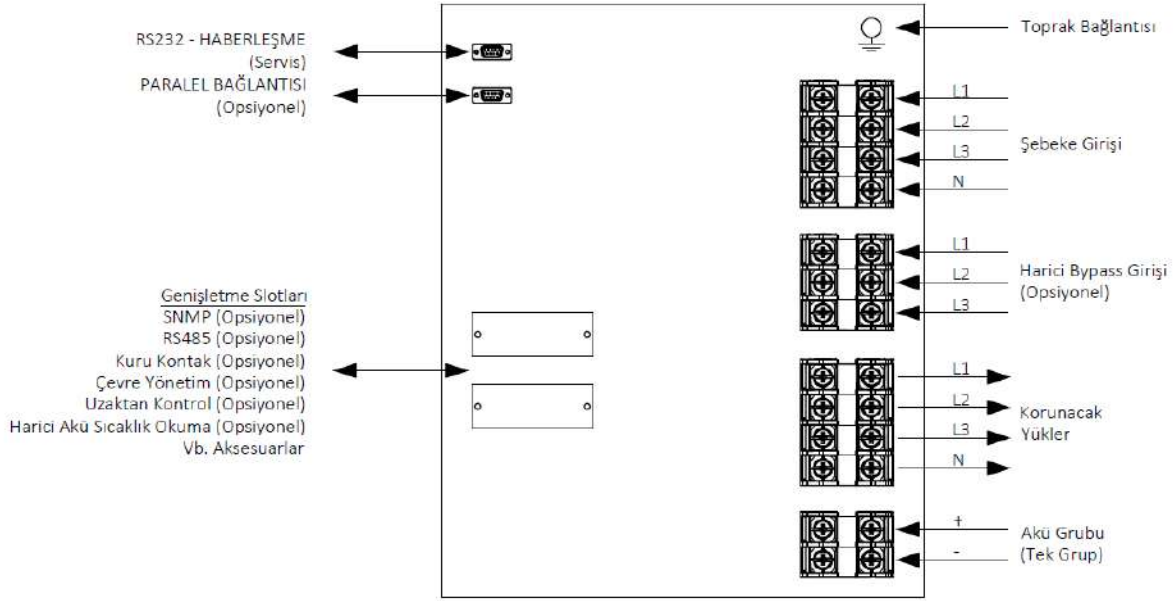 RS232 - HABERLEŞME
(Servis)
PARALEL BAĞLANTISI
(Opsiyonel)
Genişletme Slotları
SNMP (Opsiyonel)
RS485 (Opsiyonel)
Kuru Kontak (Opsiyonel)
Çevre Yönetim (Opsiyonel)
Uzaktan Kontrol (Opsiyonel)
Harici Akü Sıcaklık Okuma (Opsiyonel)
Vb. Aksesuarlar
Toprak Bağlantısı
L1
L2
L3
N
Şebeke Girişi
L1
L2
L3
Harici Bypass Girişi
(Opsiyonel)
L1
L2
L3
N
Korunacak
Yükler
+
-
Akü Grubu
(Tek Grup)